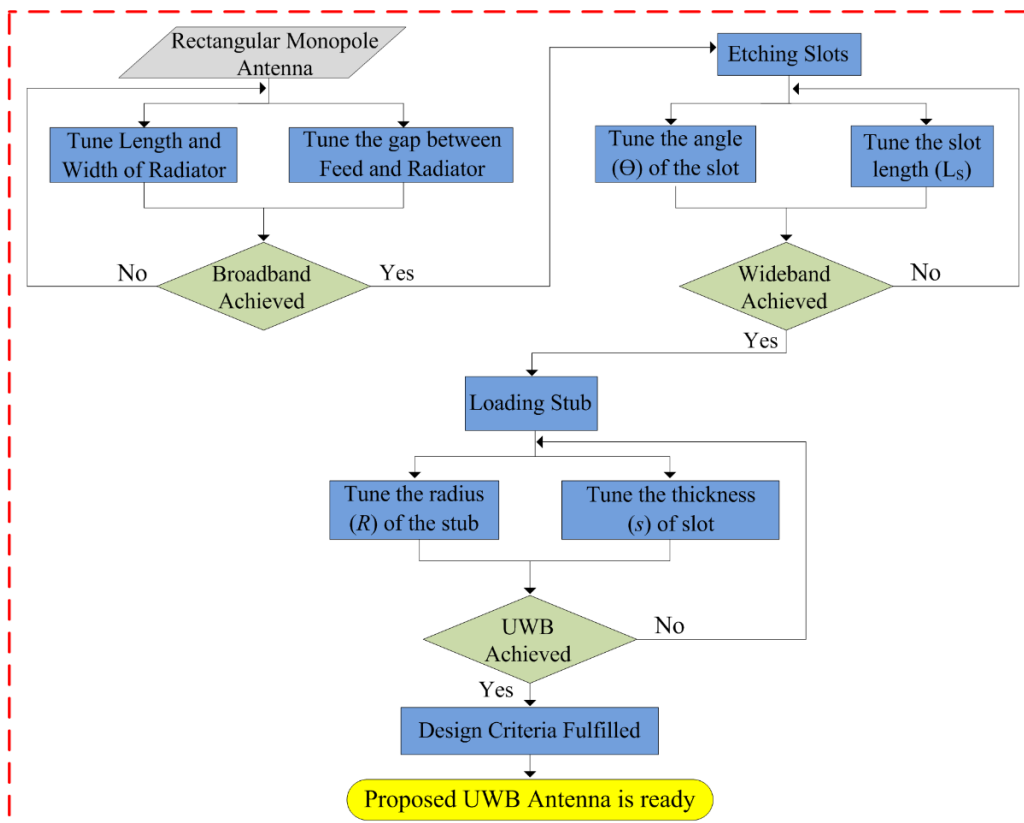 Rectangular Monopole
Antenna
Tune Length and
Width of Radiator
Tune the gap between
Feed and Radiator
Broadband
Achieved
No
Yes
Etching Slots
Tune the angle
(Ө) of the slot
Tune the slot
length (LS)
Wideband
Achieved
No
Yes
Loading Stub
Tune the radius
(R) of the stub
Tune the thickness
(s) of slot
UWB
Achieved
No
Yes
Design Criteria Fulfilled
Proposed UWB Antenna is ready